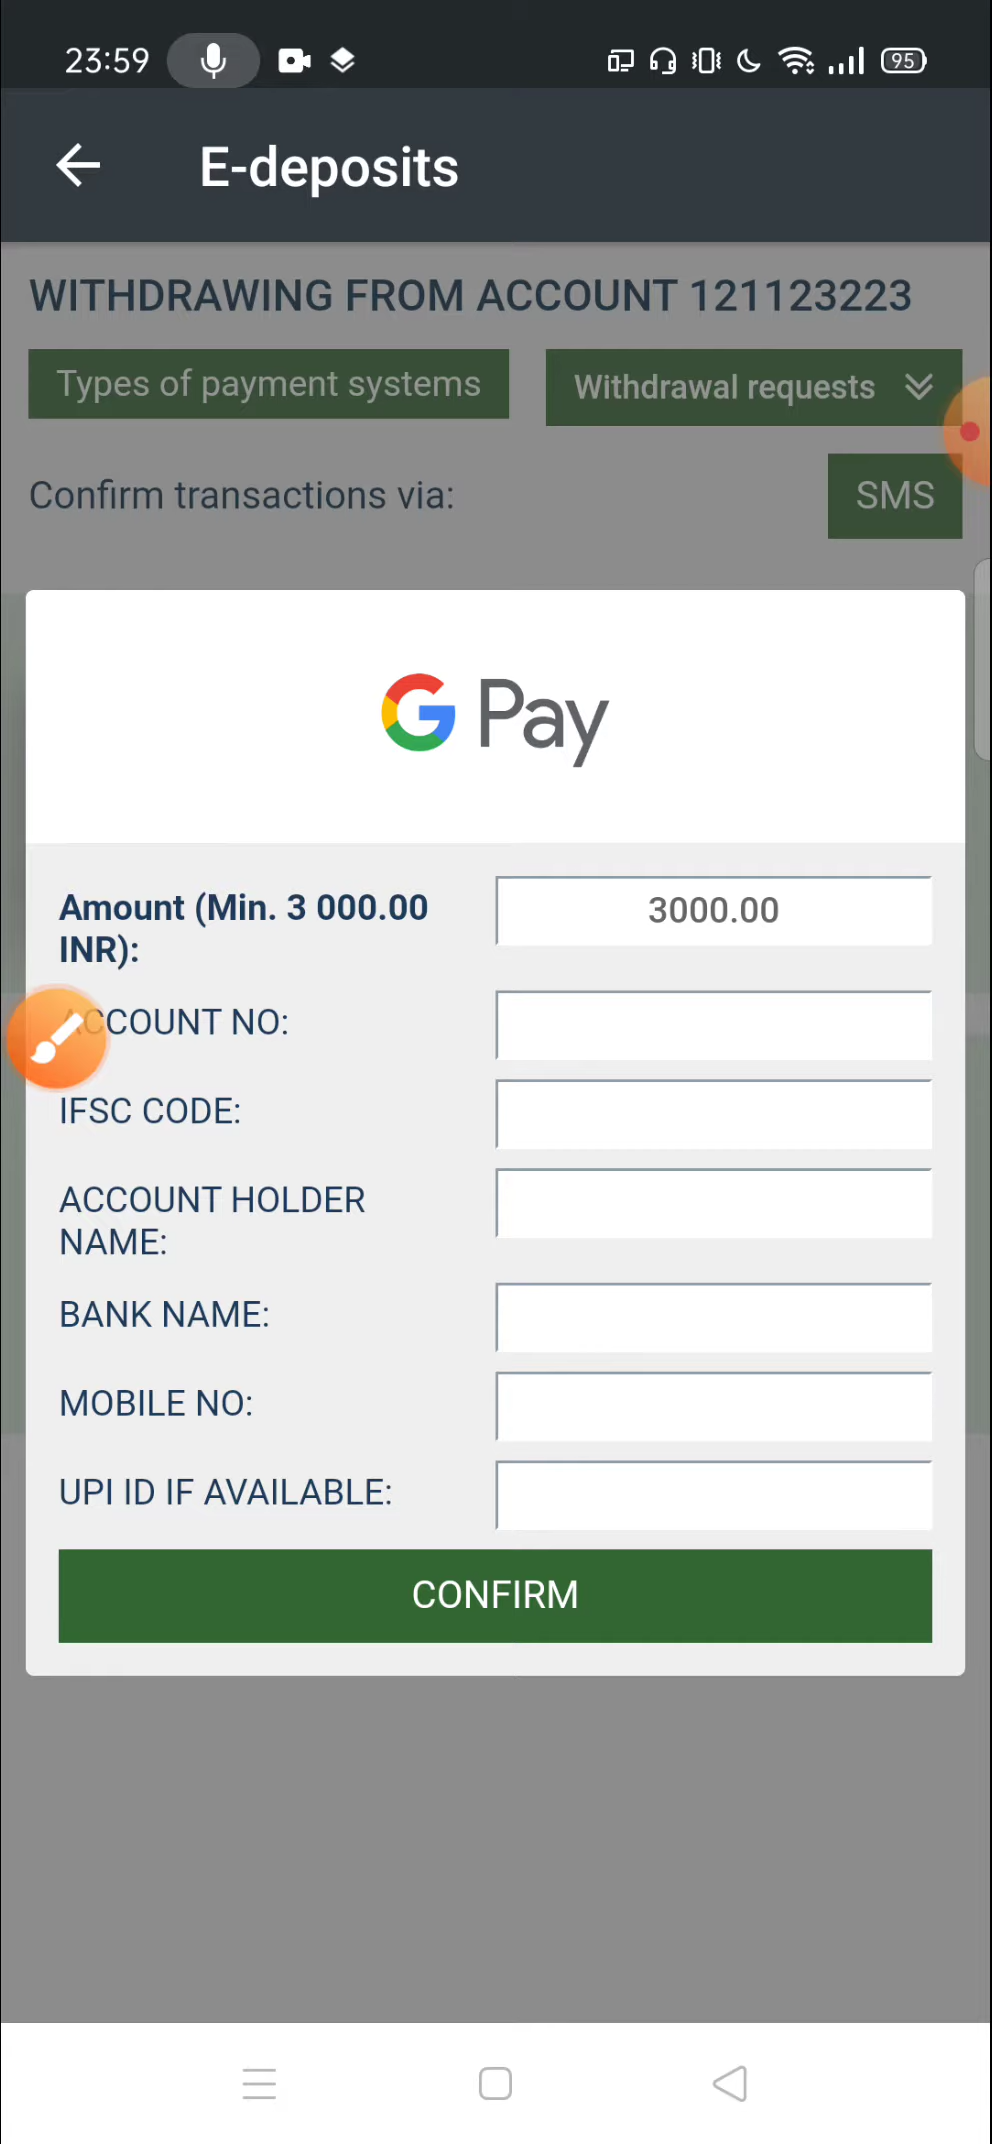 23:59
95
E-deposits
WITHDRAWING FROM ACCOUNT 121123223
Types of payment systems
Withdrawal requests
Confirm transactions via:
SMS
G Pay
Amount (Min. 3 000.00
INR):
3000.00
ACCOUNT NO:
IFSC CODE:
ACCOUNT HOLDER
NAME:
BANK NAME:
MOBILE NO:
UPI ID IF AVAILABLE:
CONFIRM